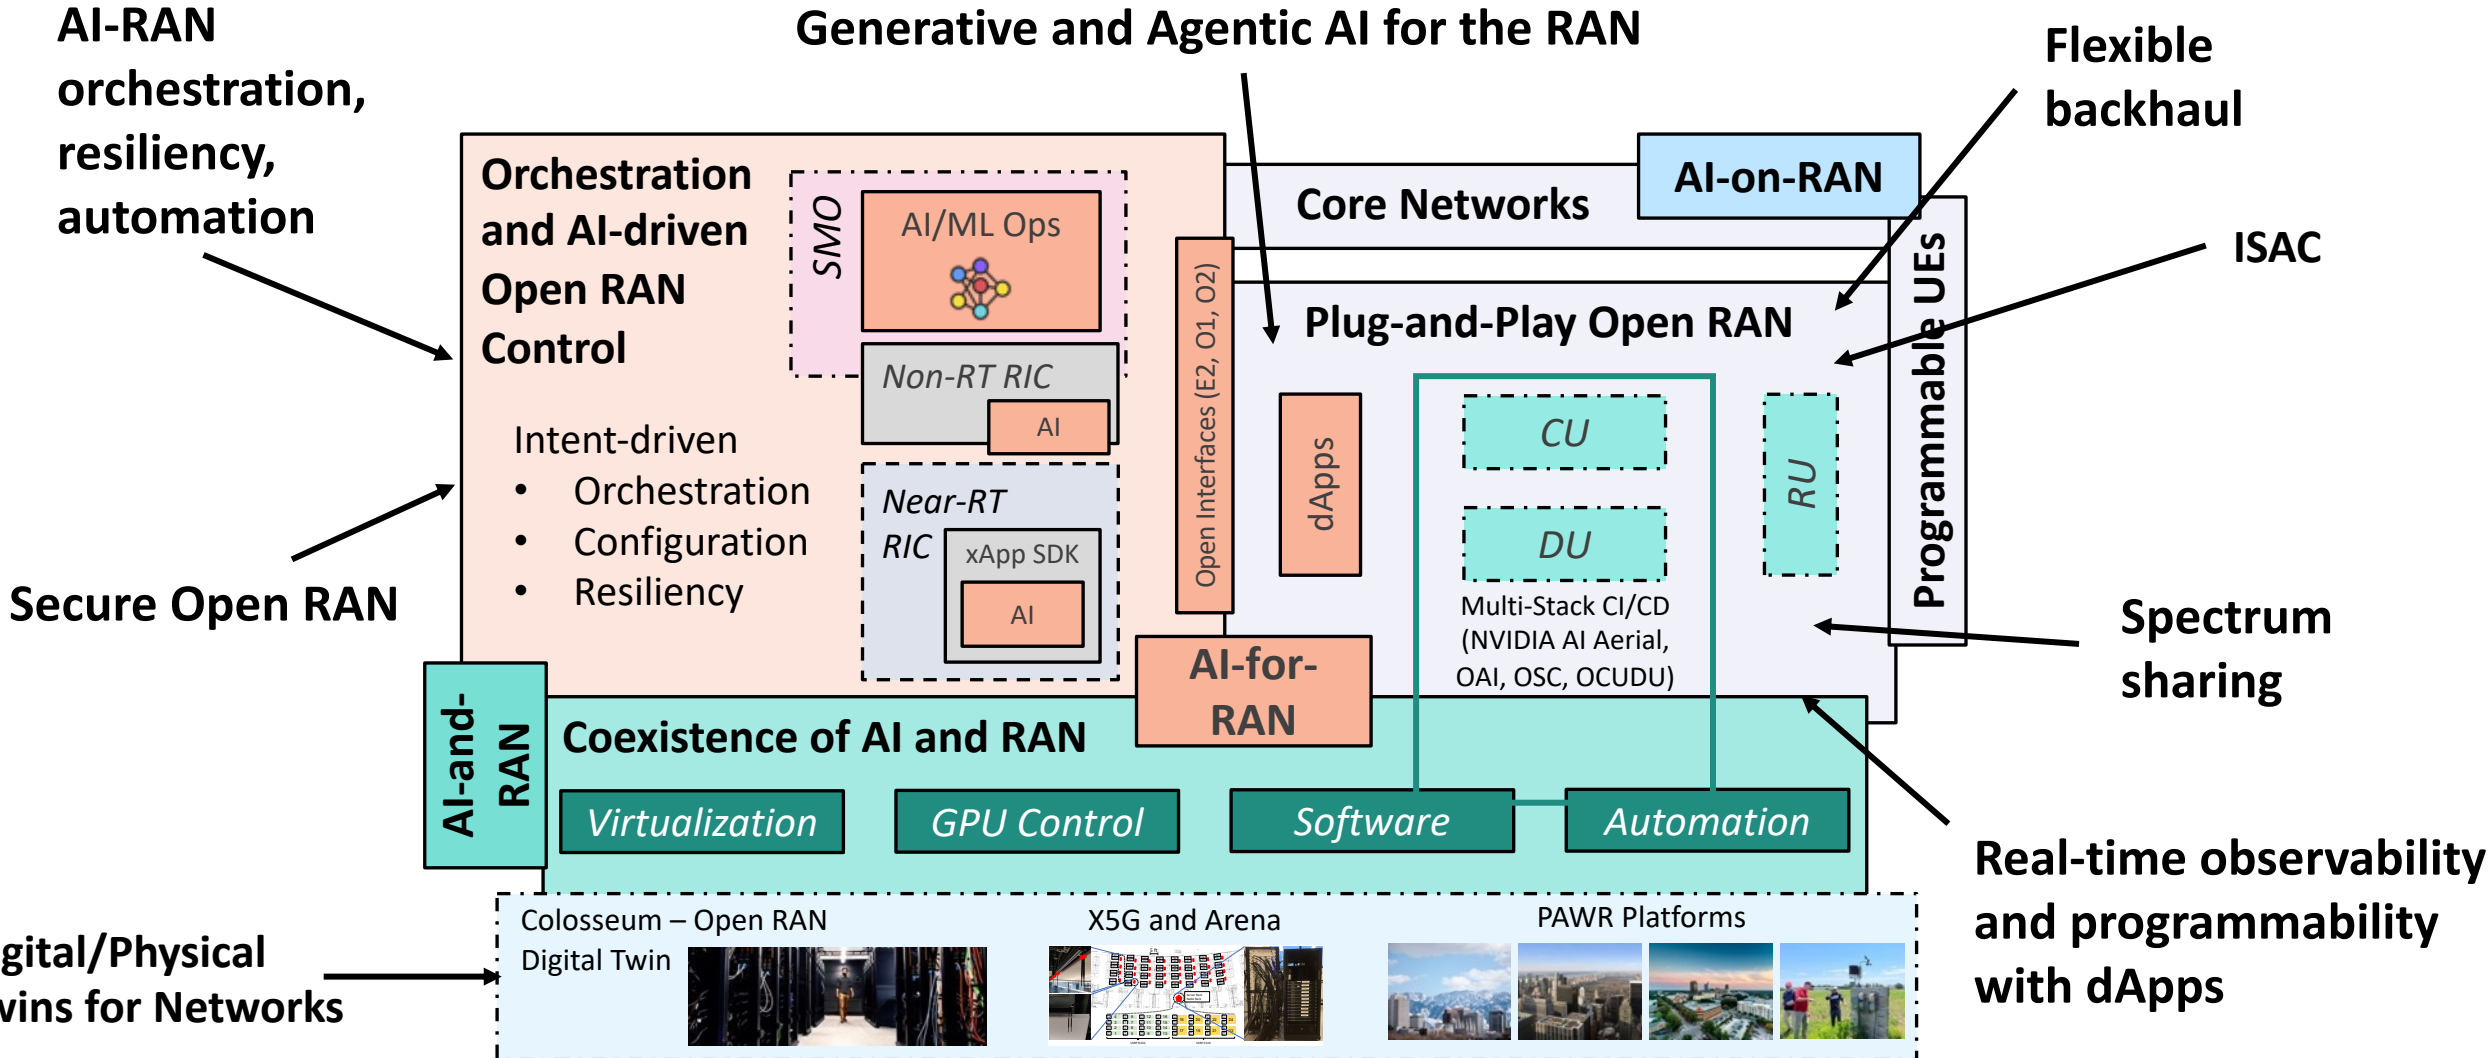 AI-RAN
orchestration,
resiliency,
automation
Generative and Agentic AI for the RAN
Flexible
backhaul
ISAC
Orchestration
and AI-driven
Open RAN
Control
Intent-driven
• Orchestration
• Configuration
• Resiliency
SMO
AI/ML Ops
Non-RT RIC
AI
Near-RT
RIC
xApp SDK
AI
Open Interfaces (E2, O1, O2)
Core Networks
AI-on-RAN
Programmable UEs
Plug-and-Play Open RAN
dApps
CU
DU
RU
Multi-Stack CI/CD
(NVIDIA AI Aerial,
OAI, OSC, OCUDU)
Secure Open RAN
Spectrum
sharing
AI-for-
RAN
AI-and-
RAN
Coexistence of AI and RAN
Virtualization
GPU Control
Software
Automation
Real-time observability
and programmability
with dApps
gital/Physical
wins for Networks
Colosseum – Open RAN
Digital Twin
X5G and Arena
PAWR Platforms